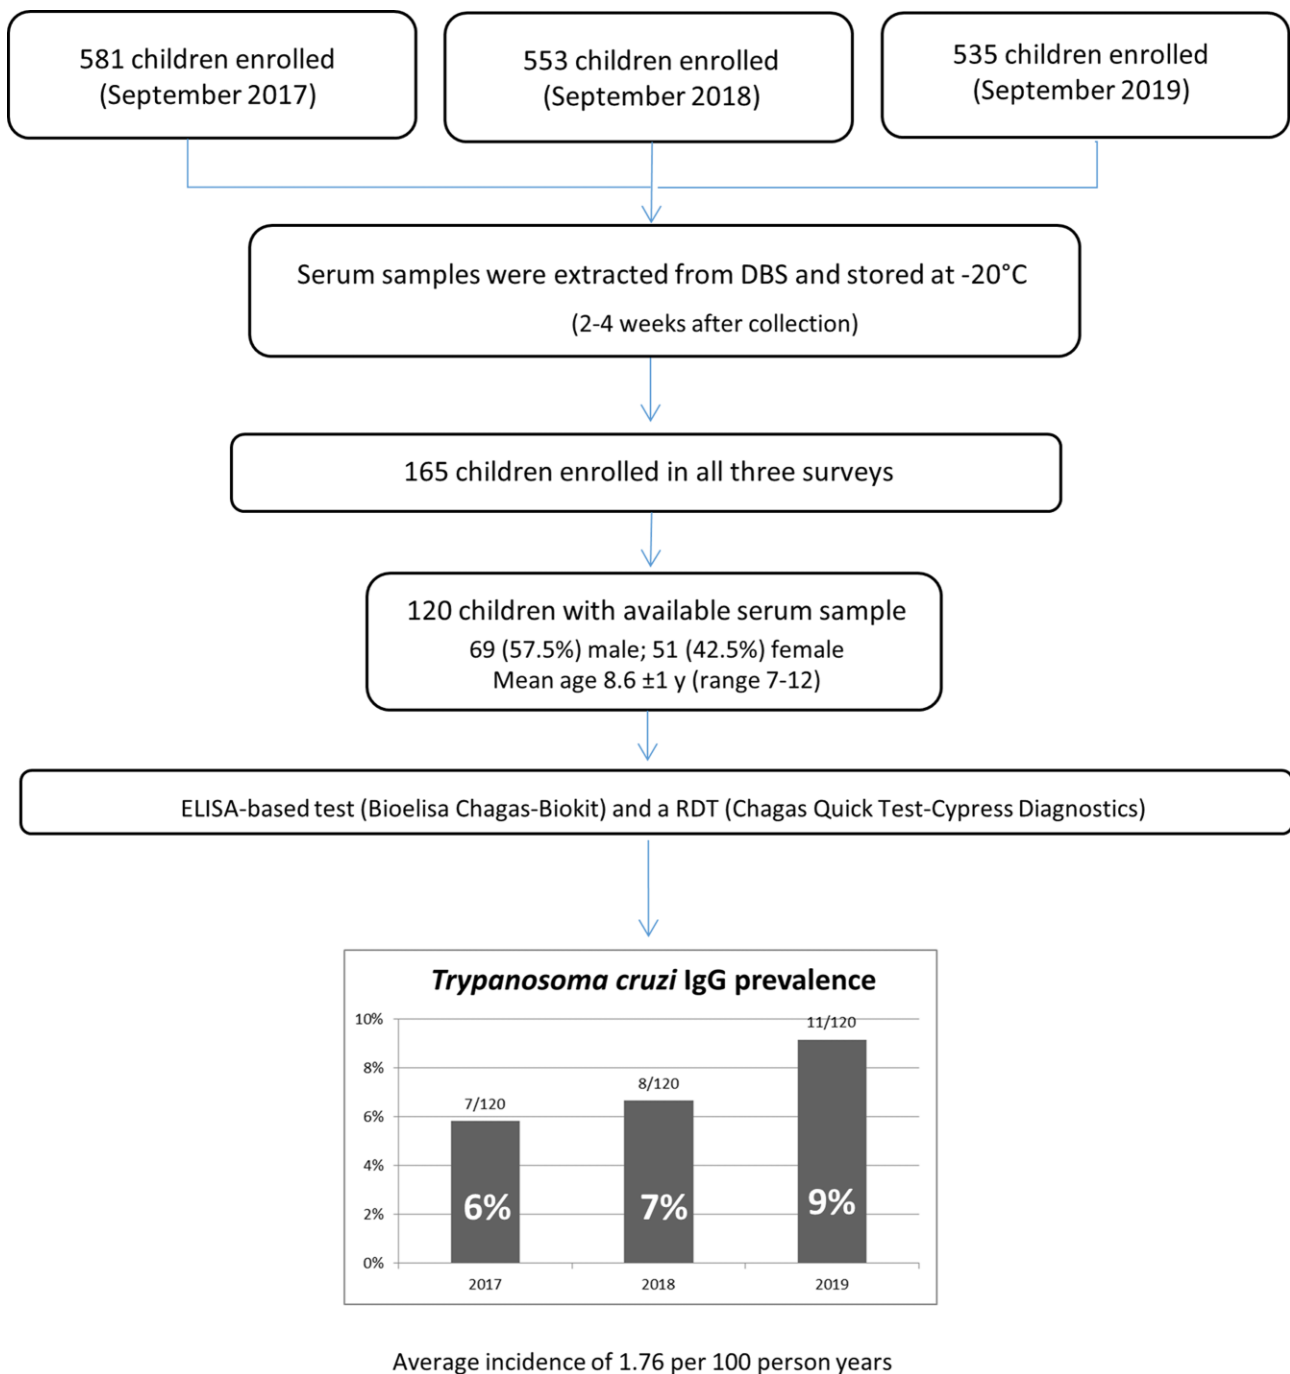 581 children enrolled
(September 2017)
553 children enrolled
(September 2018)
535 children enrolled
(September 2019)
Serum samples were extracted from DBS and stored at -20°C
(2-4 weeks after collection)
165 children enrolled in all three surveys
120 children with available serum sample
69 (57.5%) male; 51 (42.5%) female
Mean age 8.6 ±1 y (range 7-12)
ELISA-based test (Bioelisa Chagas-Biokit) and a RDT (Chagas Quick Test-Cypress Diagnostics)
Trypanosoma cruzi IgG prevalence
10%
8%
6%
4%
2%
0%
7/120
8/120
11/120
6%
7%
9%
2017
2018
2019
Average incidence of 1.76 per 100 person years